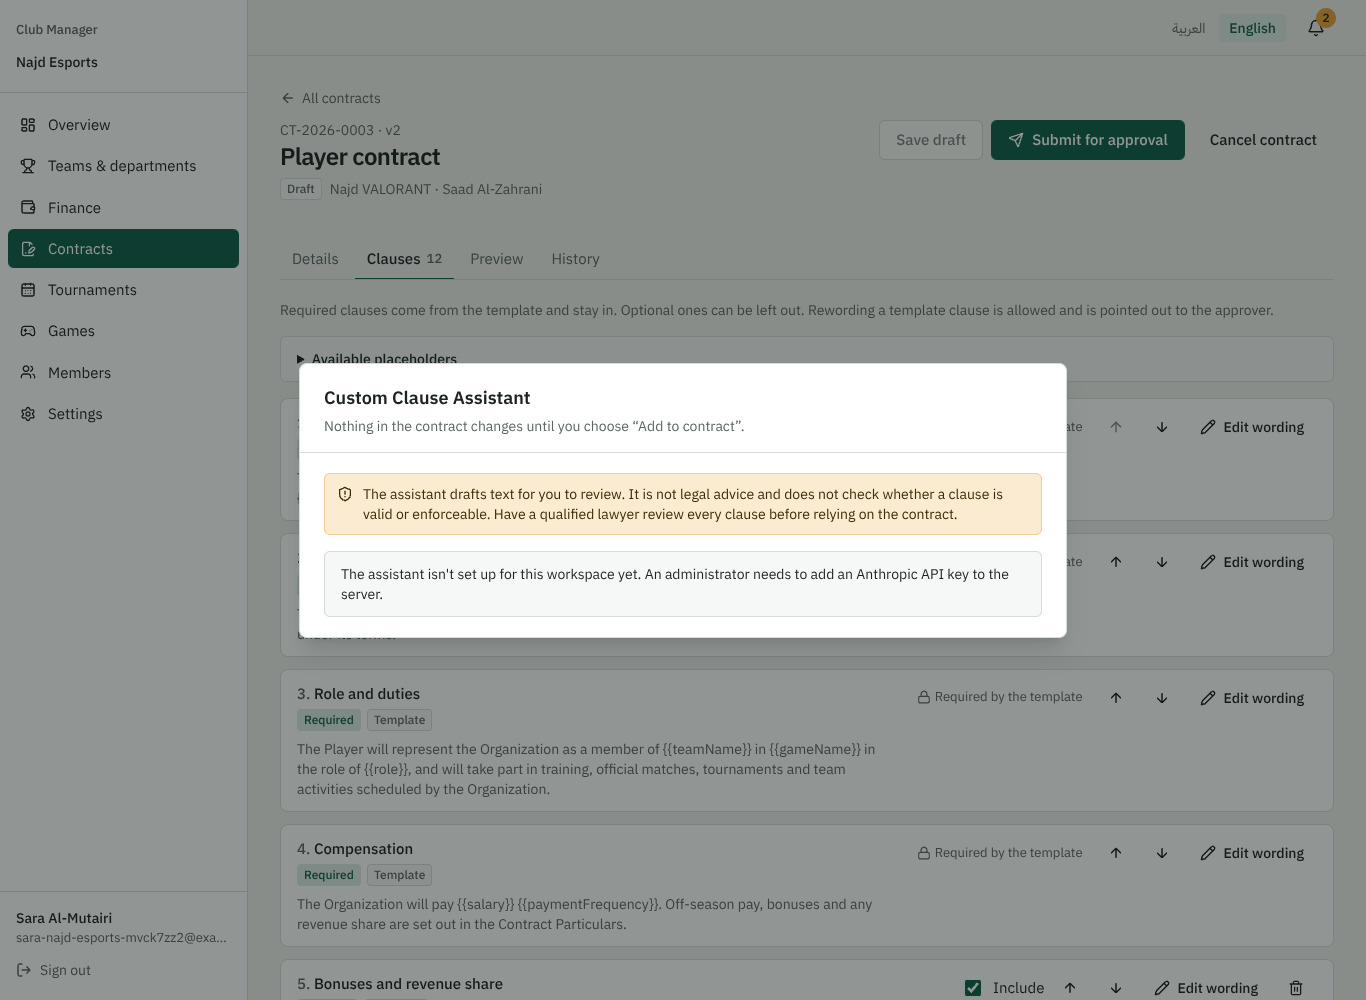 Club Manager
Najd Esports
Overview
Teams & departments
Finance
Contracts
Tournaments
Games
Members
Settings
Sara Al-Mutairi
sara-najd-esports-mvck7zz2@exa...
Sign out
العربية
English
2
All contracts
CT-2026-0003 · v2
Player contract
Draft
Najd VALORANT · Saad Al-Zahrani
Save draft
Submit for approval
Cancel contract
Details
Clauses 12
Preview
History
Required clauses come from the template and stay in. Optional ones can be left out. Rewording a template clause is allowed and is pointed out to the approver.
Available placeholders
Custom Clause Assistant
Nothing in the contract changes until you choose “Add to contract”.
The assistant drafts text for you to review. It is not legal advice and does not check whether a clause is
valid or enforceable. Have a qualified lawyer review every clause before relying on the contract.
The assistant isn't set up for this workspace yet. An administrator needs to add an Anthropic API key to the
server.
Edit wording
Edit wording
3. Role and duties
Required by the template
Edit wording
Required
Template
The Player will represent the Organization as a member of {{teamName}} in {{gameName}} in
the role of {{role}}, and will take part in training, official matches, tournaments and team
activities scheduled by the Organization.
4. Compensation
Required by the template
Edit wording
Required
Template
The Organization will pay {{salary}} {{paymentFrequency}}. Off-season pay, bonuses and any
revenue share are set out in the Contract Particulars.
5. Bonuses and revenue share
Include
Edit wording